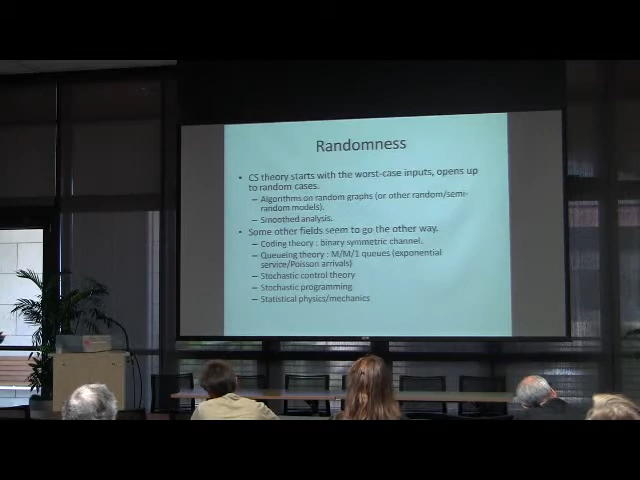 Randomness
• CS theory starts with the worst-case inputs, opens up
to random cases.
– Algorithms on random graphs (or other random/semi-
random models).
– Smoothed analysis.
• Some other fields seem to go the other way.
– Coding theory : binary symmetric channel.
– Queueing theory : M/M/1 queues (exponential
service/Poisson arrivals)
– Stochastic control theory
– Stochastic programming
– Statistical physics/mechanics